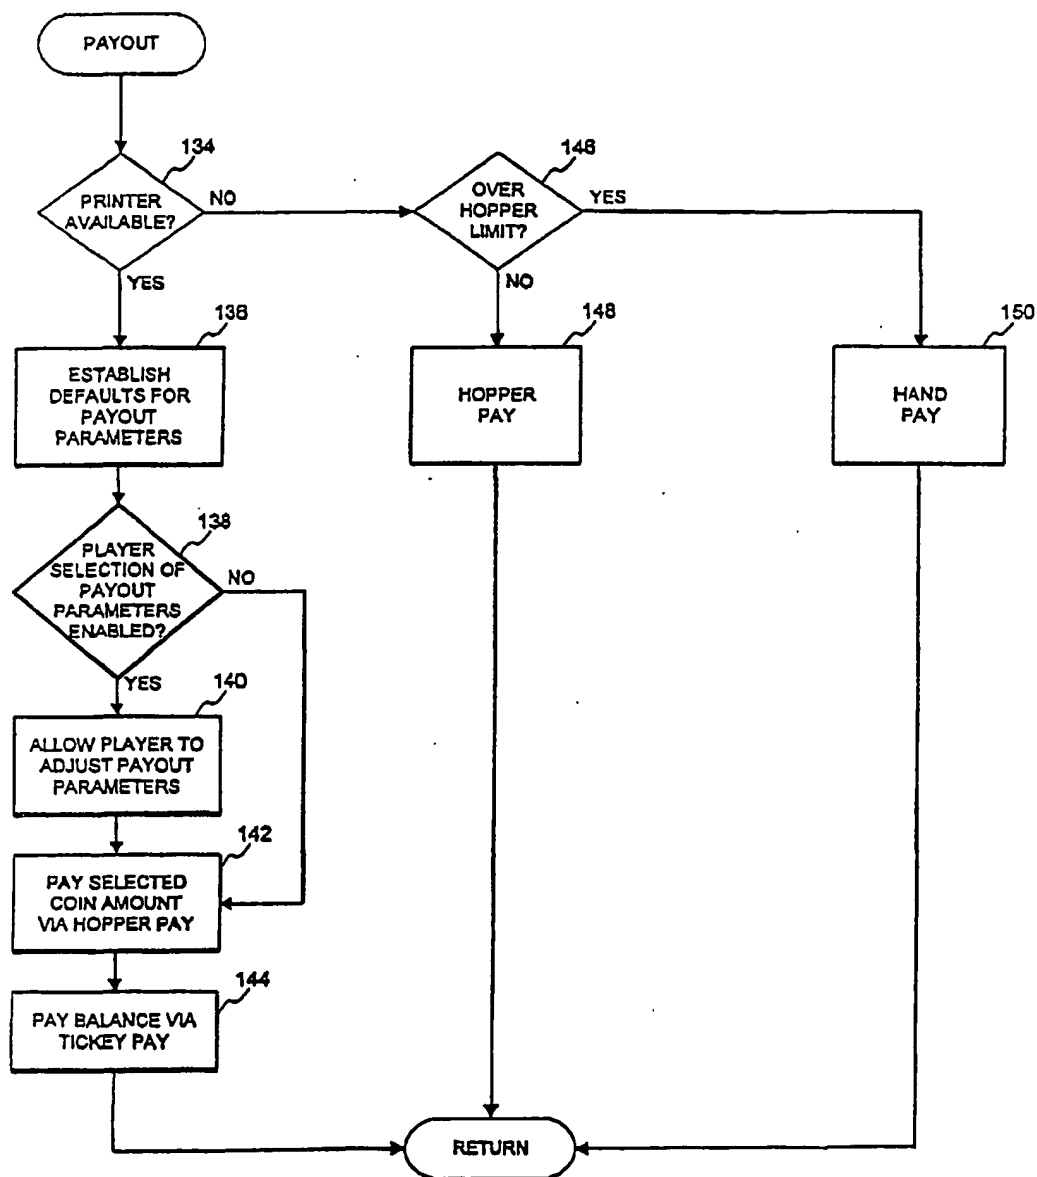 PAYOUT
134
PRINTER
AVAILABLE?
NO
YES
146
OVER
HOPPER
LIMIT?
YES
NO
136
ESTABLISH
DEFAULTS FOR
PAYOUT
PARAMETERS
148
HOPPER
PAY
150
HAND
PAY
138
PLAYER
SELECTION OF
PAYOUT
PARAMETERS
ENABLED?
NO
YES
140
ALLOW PLAYER TO
ADJUST PAYOUT
PARAMETERS
142
PAY SELECTED
COIN AMOUNT
VIA HOPPER PAY
144
PAY BALANCE VIA
TICKEY PAY
RETURN